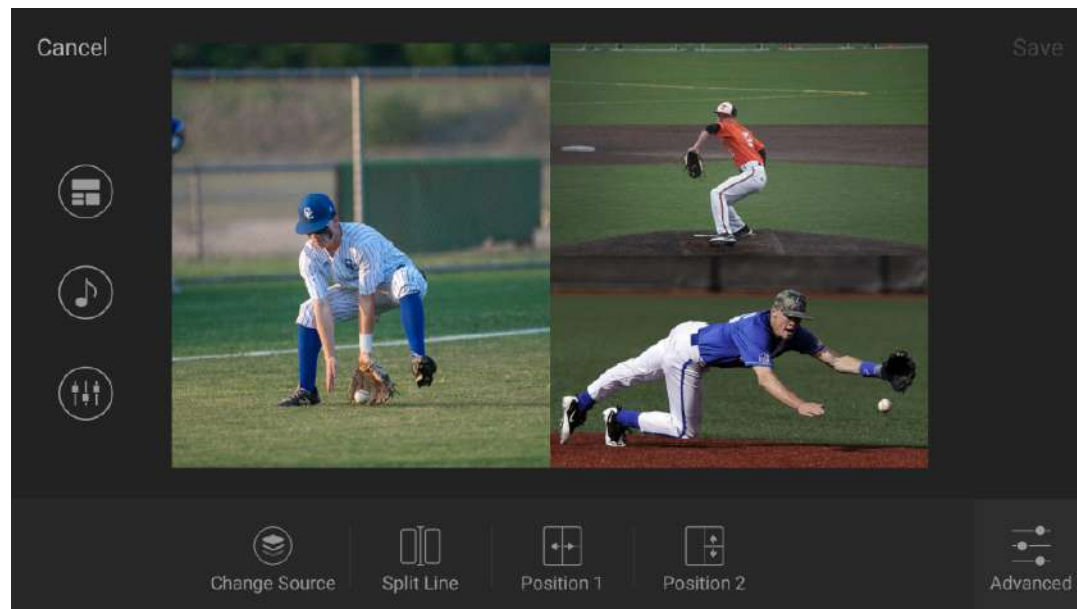 Cancel
Save
Change Source
Split Line
Position 1
Position 2
Advanced